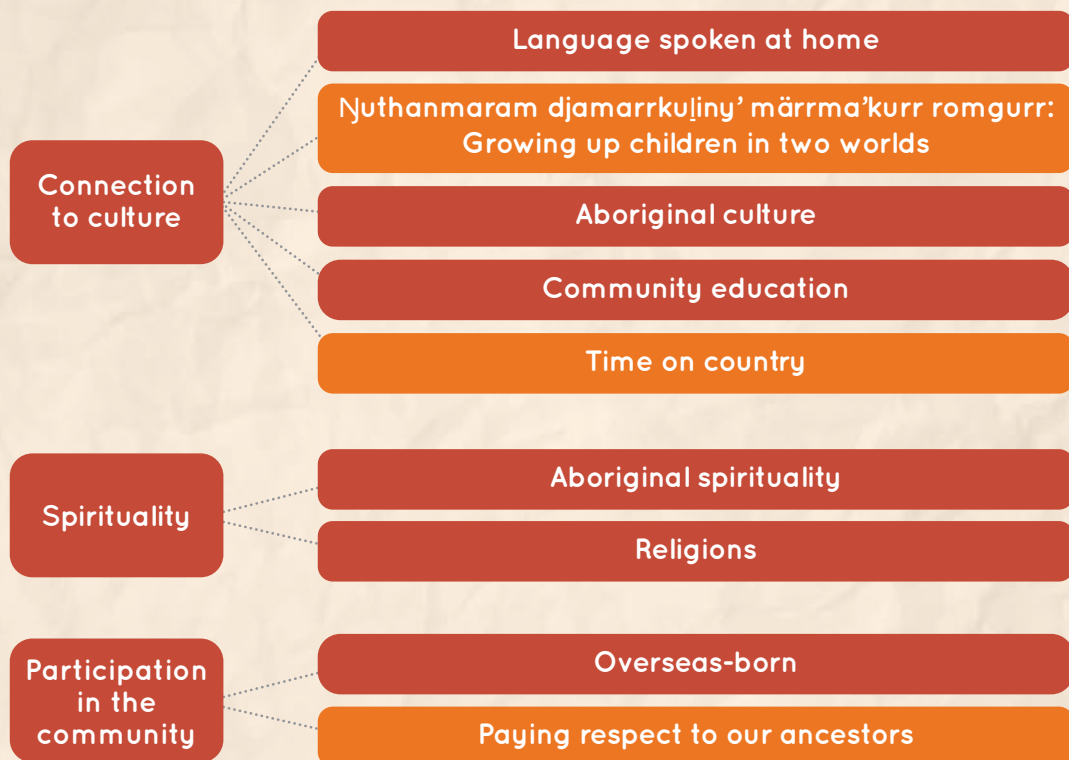 Connection
to culture
Language spoken at home
Ŋuthanmaram djamarrkuḻiny’ märrma’kurr romgurr:
Growing up children in two worlds
Aboriginal culture
Community education
Time on country
Spirituality
Aboriginal spirituality
Religions
Participation
in the
community
Overseas-born
Paying respect to our ancestors